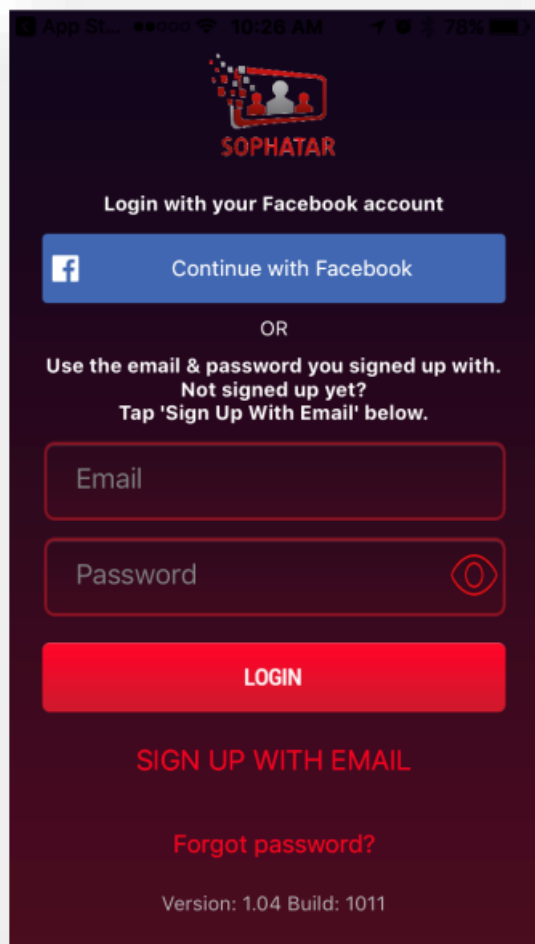 App St... 10:26 AM 78%
SOPHATAR
Login with your Facebook account
f Continue with Facebook
OR
Use the email & password you signed up with.
Not signed up yet?
Tap 'Sign Up With Email' below.
Email
Password
LOGIN
SIGN UP WITH EMAIL
Forgot password?
Version: 1.04 Build: 1011